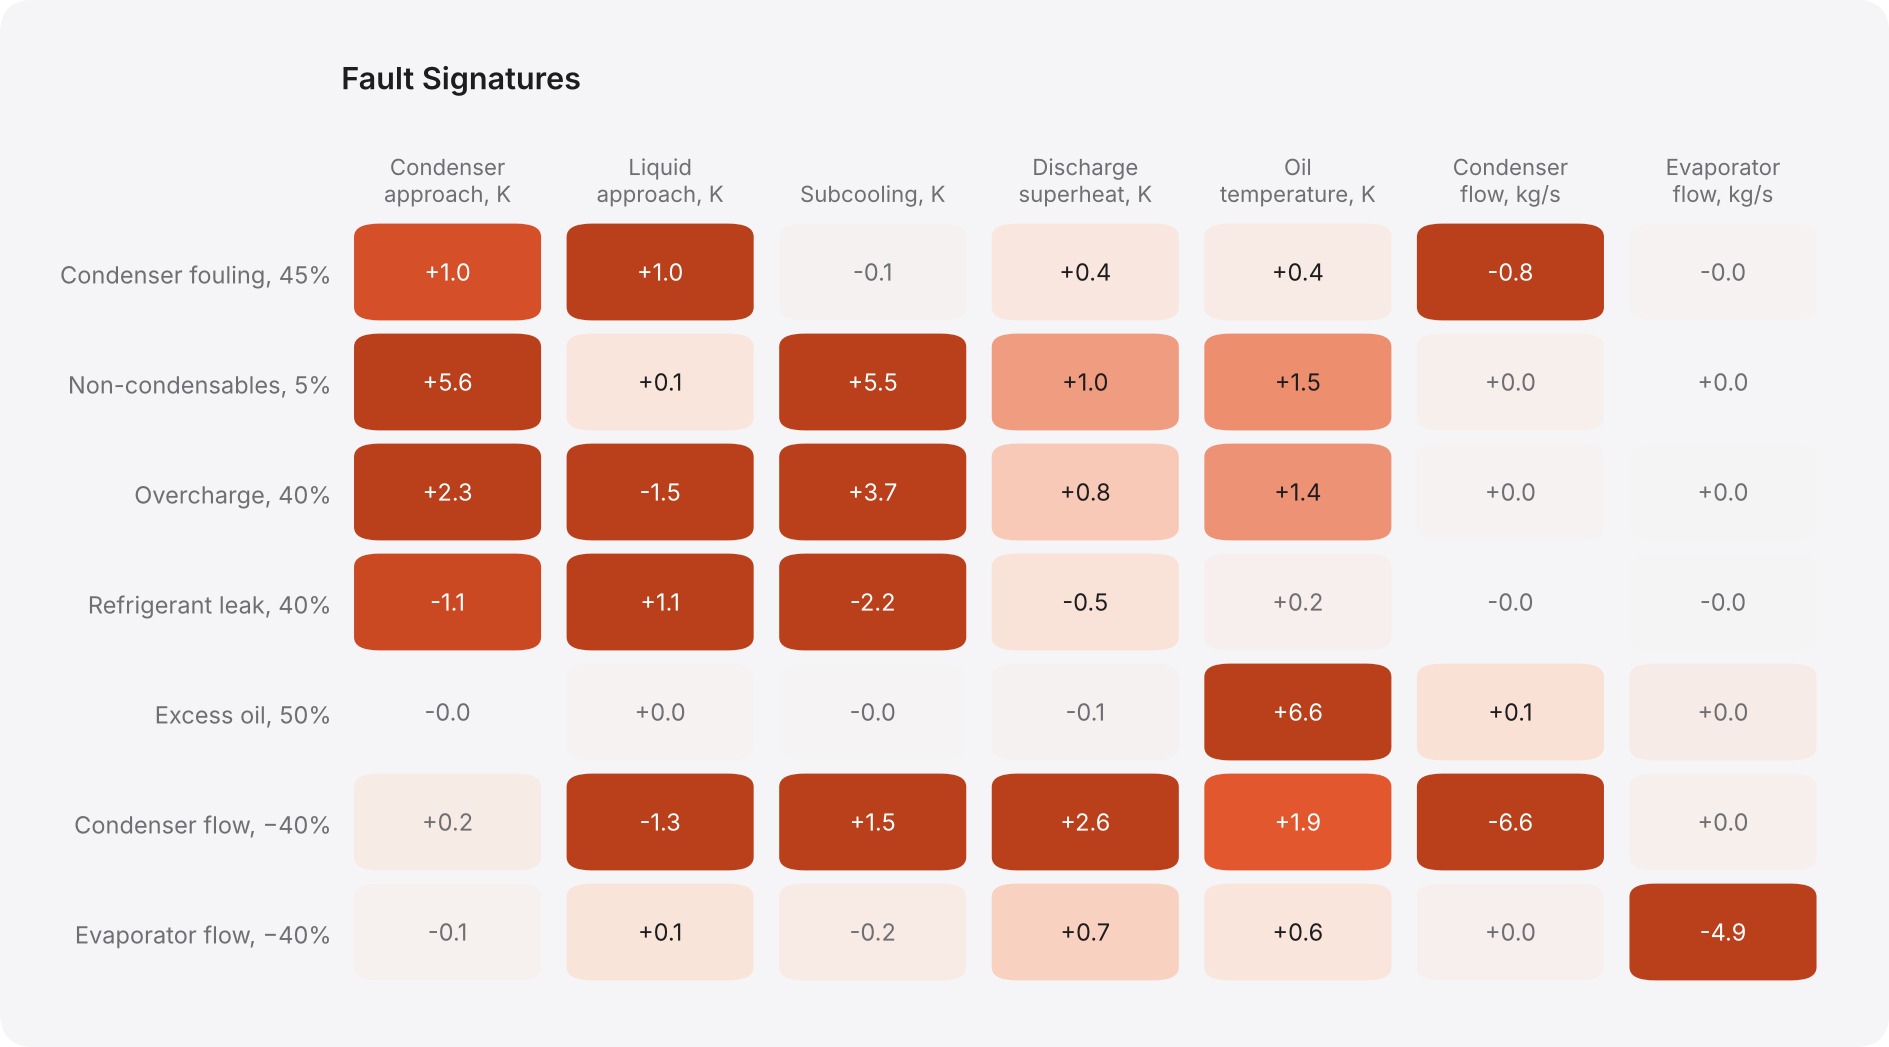 Fault Signatures
Condenser approach, K
Liquid approach, K
Subcooling, K
Discharge superheat, K
Oil temperature, K
Condenser flow, kg/s
Evaporator flow, kg/s
Condenser fouling, 45% +1.0 +1.0 -0.1 +0.4 +0.4 -0.8 -0.0
Non-condensables, 5% +5.6 +0.1 +5.5 +1.0 +1.5 +0.0 +0.0
Overcharge, 40% +2.3 -1.5 +3.7 +0.8 +1.4 +0.0 +0.0
Refrigerant leak, 40% -1.1 +1.1 -2.2 -0.5 +0.2 -0.0 -0.0
Excess oil, 50% -0.0 +0.0 -0.0 -0.1 +6.6 +0.1 +0.0
Condenser flow, −40% +0.2 -1.3 +1.5 +2.6 +1.9 -6.6 +0.0
Evaporator flow, −40% -0.1 +0.1 -0.2 +0.7 +0.6 +0.0 -4.9